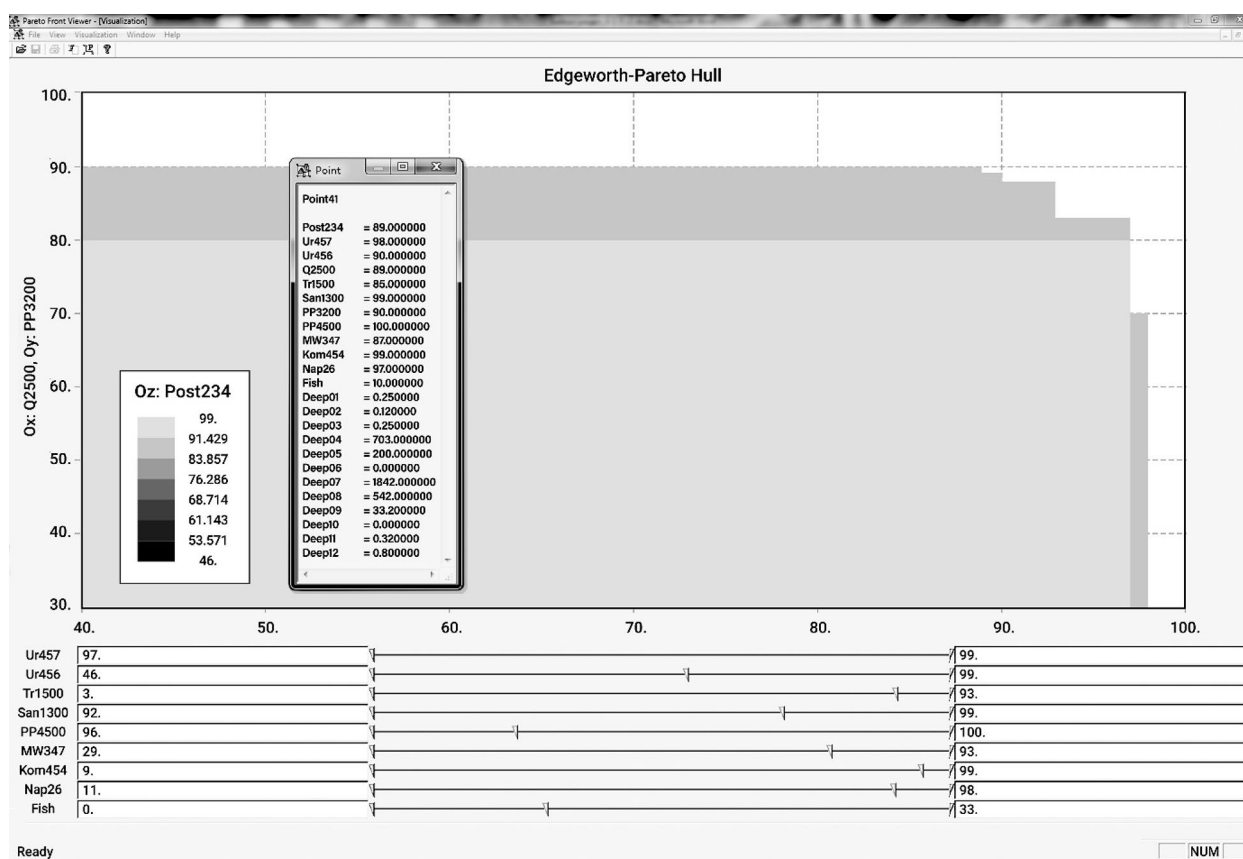 Pareto Front Viewer - [Visualization]
File View Visualization Window Help
Edgeworth-Pareto Hull
Ox: Q2500, Oy: PP3200
100.
90.
80.
70.
60.
50.
40.
30.
Point
Point41
Post234 = 89.000000
Ur457 = 98.000000
Ur456 = 90.000000
Q2500 = 89.000000
Tr1500 = 85.000000
San1300 = 99.000000
PP3200 = 90.000000
PP4500 = 100.000000
MW347 = 87.000000
Kom454 = 99.000000
Nap26 = 97.000000
Fish = 10.000000
Deep01 = 0.250000
Deep02 = 0.120000
Deep03 = 0.250000
Deep04 = 703.000000
Deep05 = 200.000000
Deep06 = 0.000000
Deep07 = 1842.000000
Deep08 = 542.000000
Deep09 = 33.200000
Deep10 = 0.000000
Deep11 = 0.320000
Deep12 = 0.800000
Oz: Post234
99.
91.429
83.857
76.286
68.714
61.143
53.571
46.
40. 50. 60. 70. 80. 90. 100.
Ur457 97. 99.
Ur456 46. 99.
Tr1500 3. 93.
San1300 92. 99.
PP4500 96. 100.
MW347 29. 93.
Kom454 9. 99.
Nap26 11. 98.
Fish 0. 33.
Ready NUM